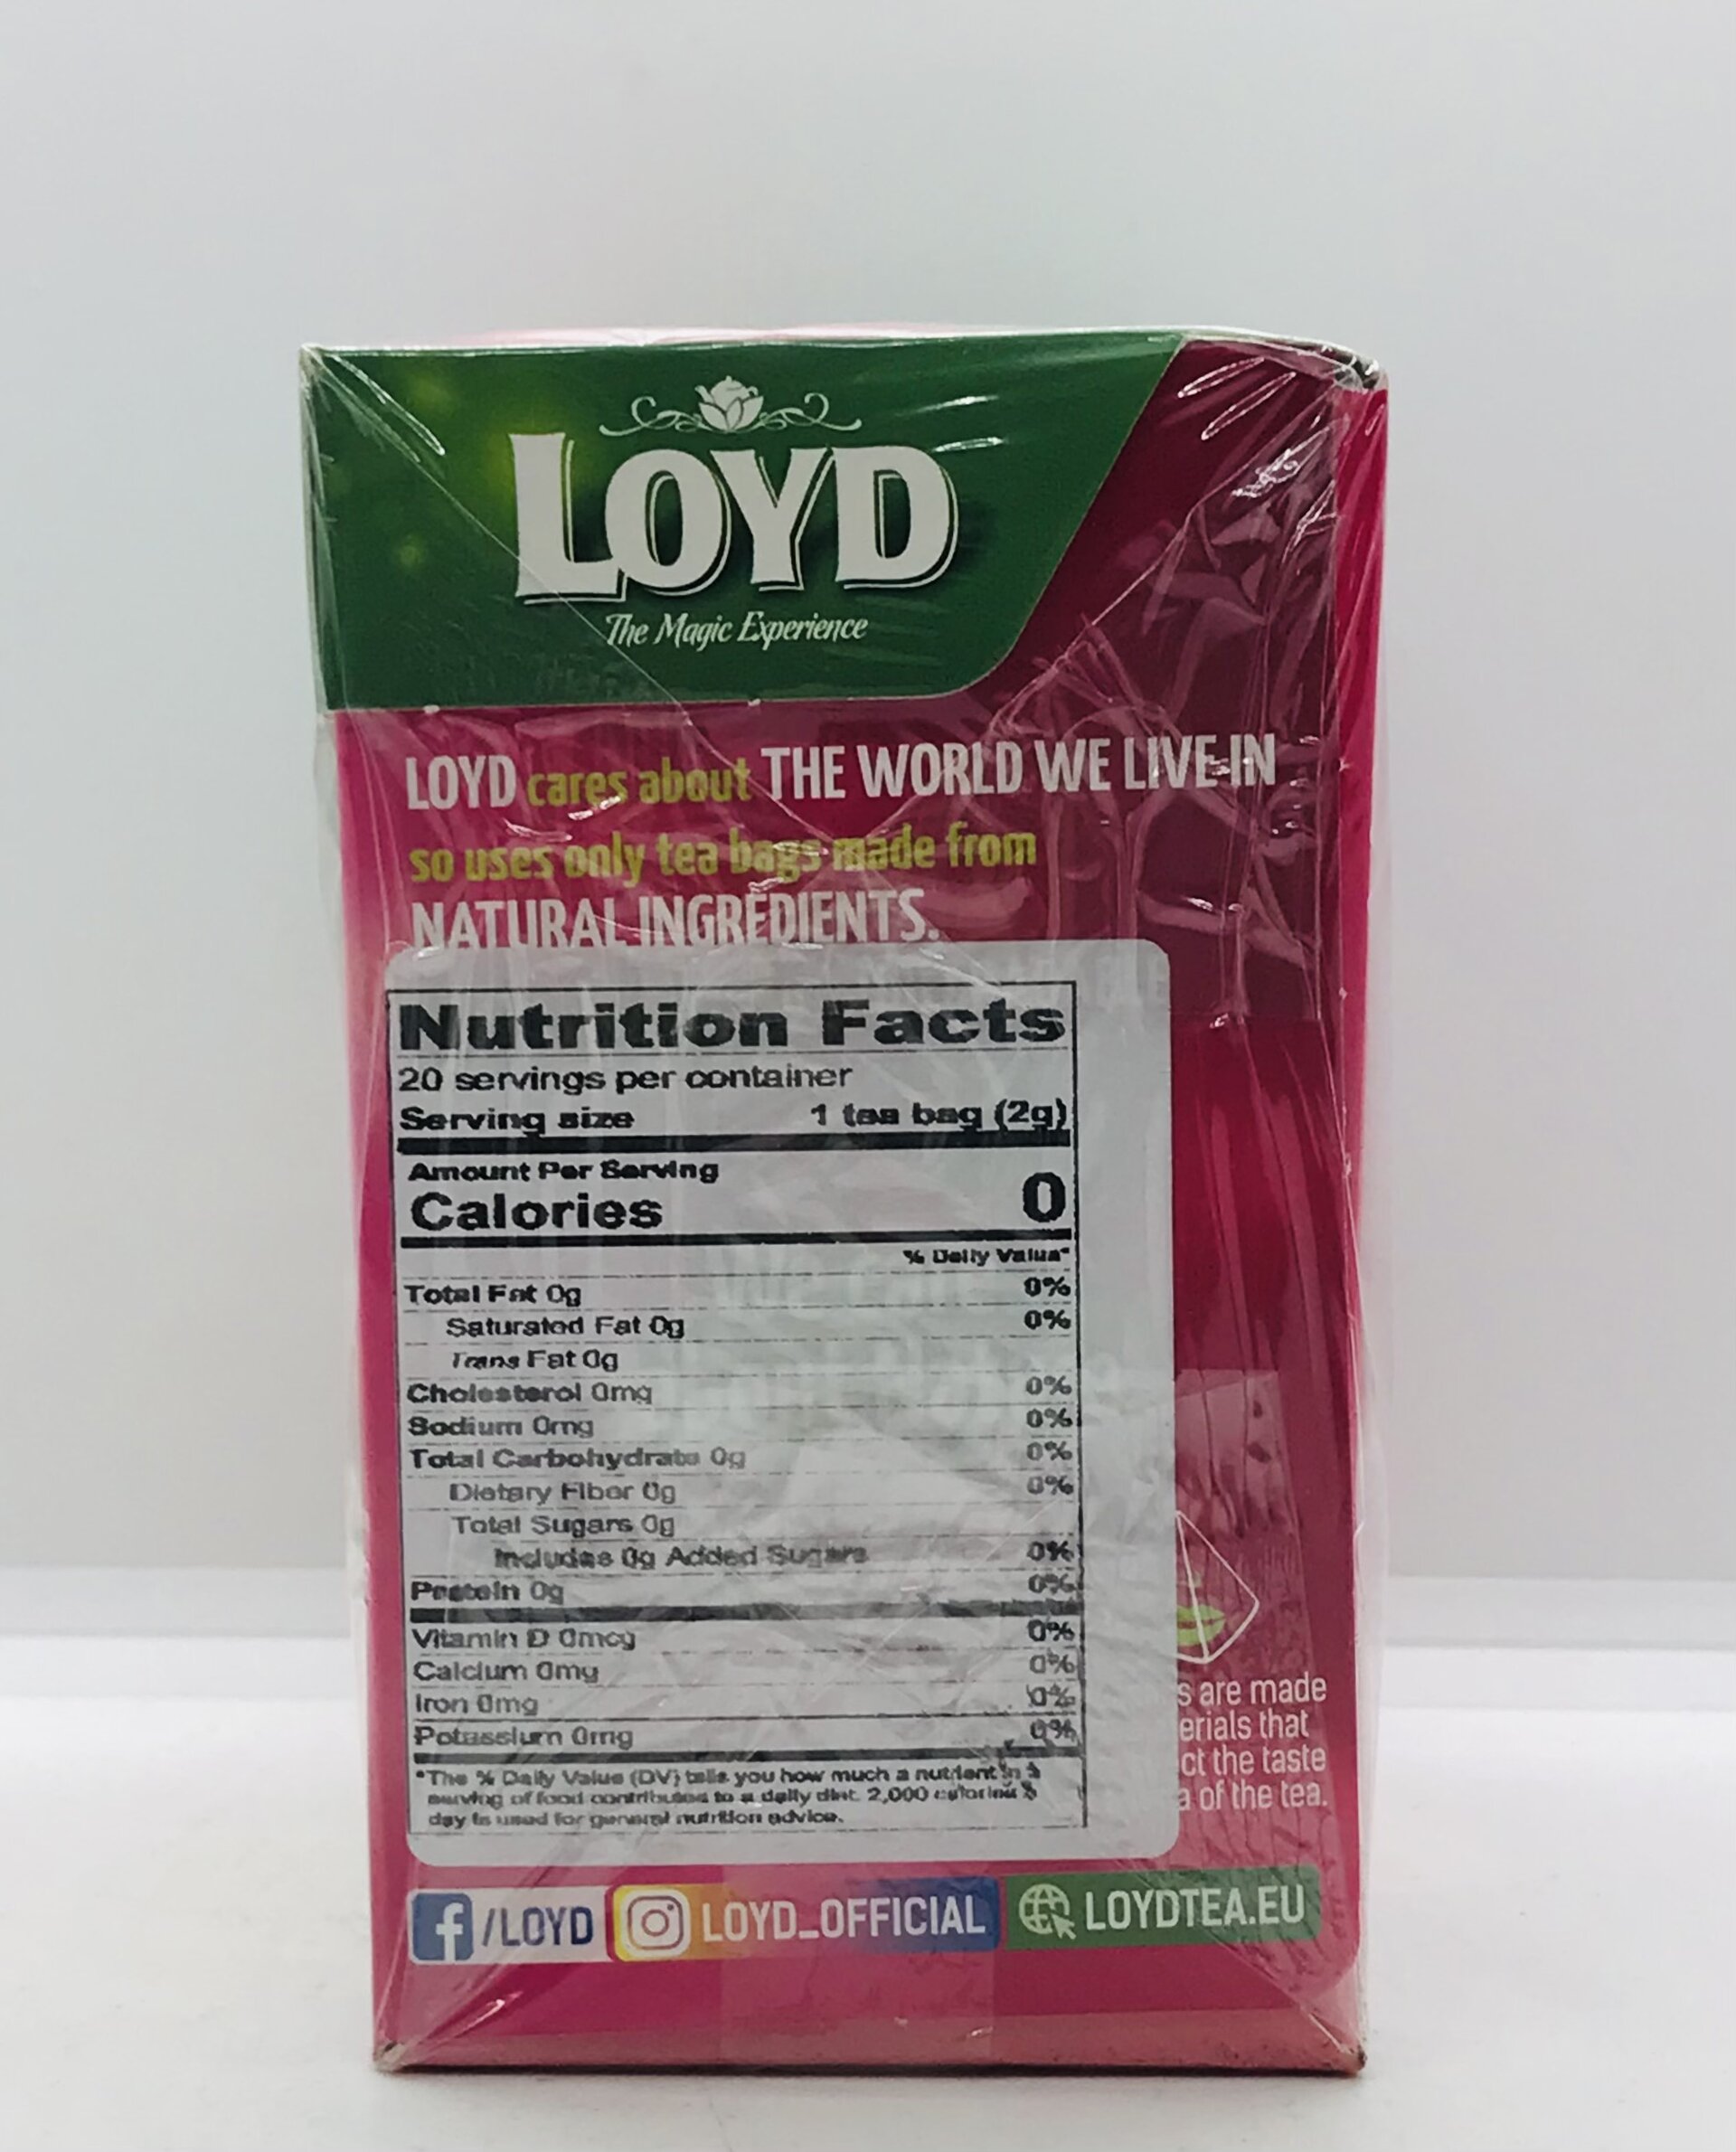 LOYD
The Magic Experience
LOYD cares about THE WORLD WE LIVE IN
so uses only tea bags made from
NATURAL INGREDIENTS.
Nutrition Facts
20 servings per container
Serving size 1 tea bag (2g)
Amount Per Serving
Calories 0
% Daily Value*
Total Fat 0g 0%
Saturated Fat 0g 0%
Trans Fat 0g
Cholesterol 0mg 0%
Sodium 0mg 0%
Total Carbohydrate 0g 0%
Dietary Fiber 0g 0%
Total Sugars 0g
Includes 0g Added Sugars 0%
Protein 0g 0%
Vitamin D 0mcg 0%
Calcium 0mg 0%
Iron 0mg 0%
Potassium 0mg 0%
*The % Daily Value (DV) tells you how much a nutrient in a
serving of food contributes to a daily diet. 2,000 calories a
day is used for general nutrition advice.
s are made
erials that
ct the taste
a of the tea.
/LOYD LOYD_OFFICIAL LOYDTEA.EU